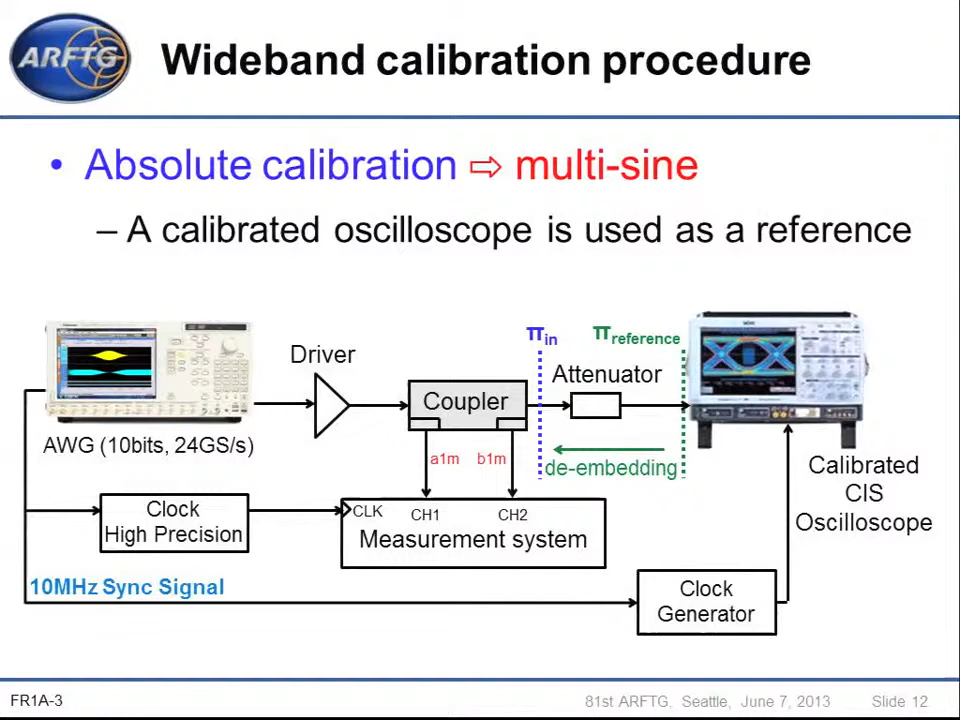 ARFTG
Wideband calibration procedure
• Absolute calibration ⇨ multi-sine
– A calibrated oscilloscope is used as a reference
πin
πreference
Driver
Attenuator
Coupler
AWG (10bits, 24GS/s)
a1m
b1m
de-embedding
Calibrated
CIS
Oscilloscope
Clock
High Precision
CLK
CH1
CH2
Measurement system
10MHz Sync Signal
Clock
Generator
FR1A-3
81st ARFTG, Seattle, June 7, 2013
Slide 12